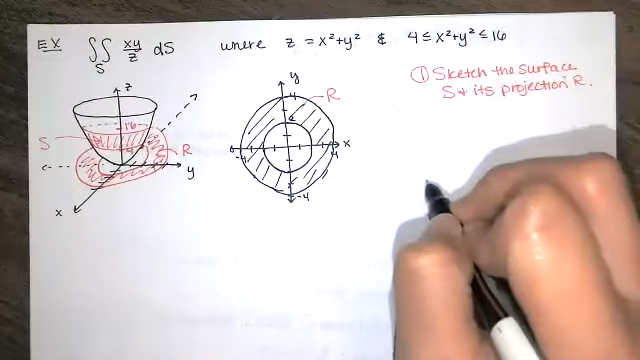 EX ∬ xy/z dS where z = x²+y² & 4 ≤ x²+y² ≤ 16
S
① Sketch the surface
S & its projection R.
z
16
4
S
R
y
x
y
4
R
2
x
-4
4
-4